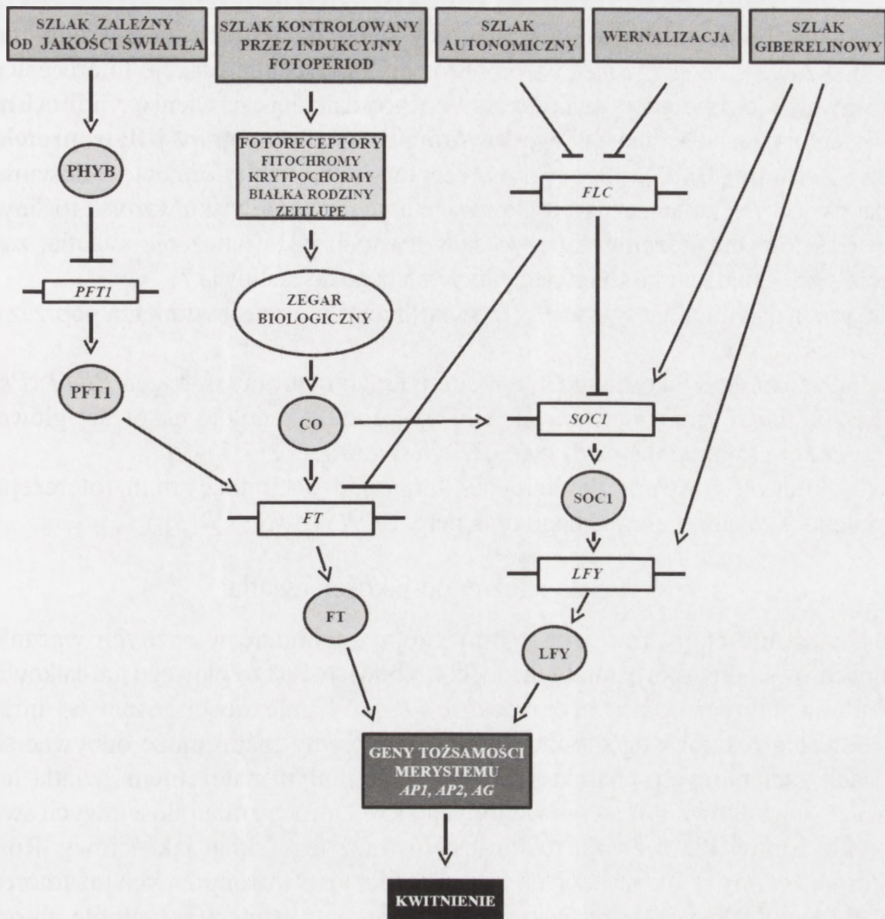 SZLAK ZALEŻNY
OD JAKOŚCI ŚWIATŁA
SZLAK KONTROLOWANY
PRZEZ INDUKCYJNY
FOTOPERIOD
SZLAK
AUTONOMICZNY
WERNALIZACJA
SZLAK
GIBERELINOWY
PHYB
FOTORECEPTORY
FITOCHROMY
KRYPTOCHORMY
BIAŁKA RODZINY
ZEITLUPE
FLC
PFT1
ZEGAR
BIOLOGICZNY
PFT1
CO
SOC1
SOC1
FT
LFY
FT
LFY
GENY TOŻSAMOŚCI
MERYSTEMU
AP1, AP2, AG
KWITNIENIE